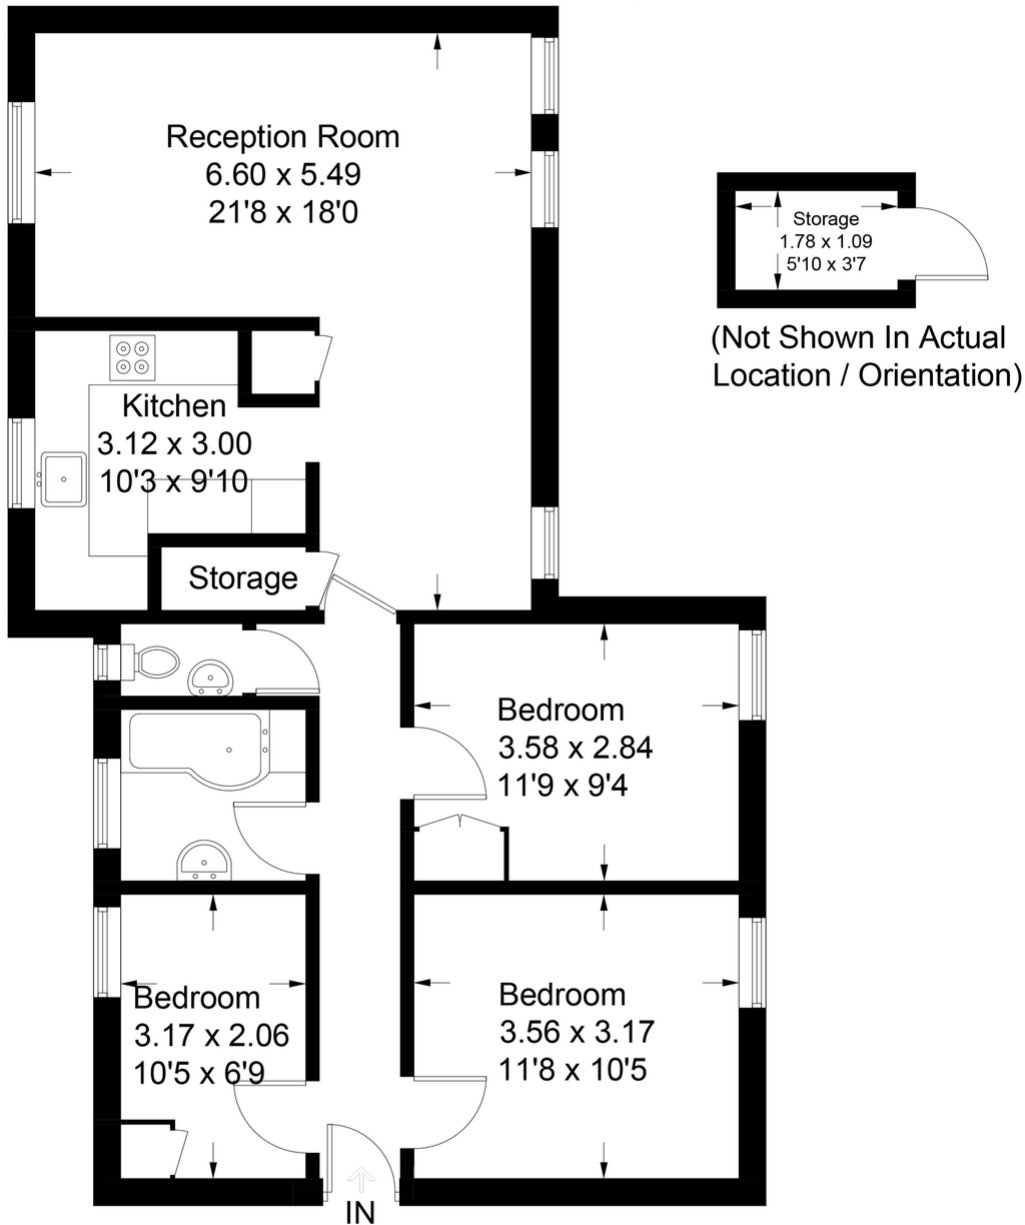 Reception Room
6.60 x 5.49
21'8 x 18'0
Storage
1.78 x 1.09
5'10 x 3'7
(Not Shown In Actual
Location / Orientation)
Kitchen
3.12 x 3.00
10'3 x 9'10
Storage
Bedroom
3.58 x 2.84
11'9 x 9'4
Bedroom
3.17 x 2.06
10'5 x 6'9
Bedroom
3.56 x 3.17
11'8 x 10'5
IN